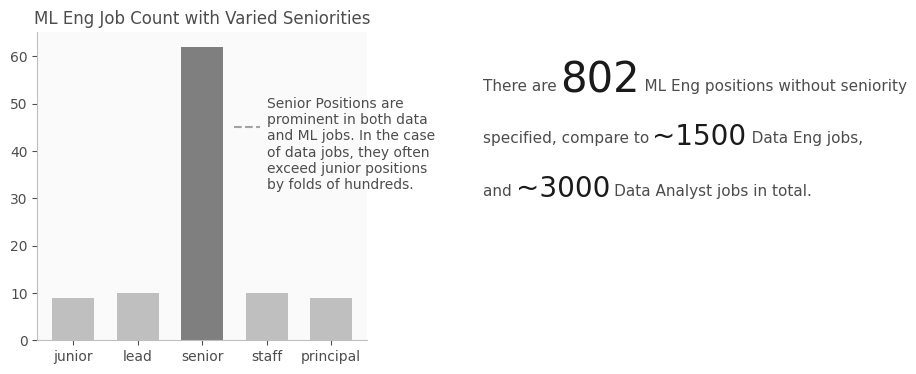 ML Eng Job Count with Varied Seniorities
60
50
40
30
20
10
0
junior lead senior staff principal
Senior Positions are
prominent in both data
and ML jobs. In the case
of data jobs, they often
exceed junior positions
by folds of hundreds.
There are 802 ML Eng positions without seniority
specified, compare to ~1500 Data Eng jobs,
and ~3000 Data Analyst jobs in total.